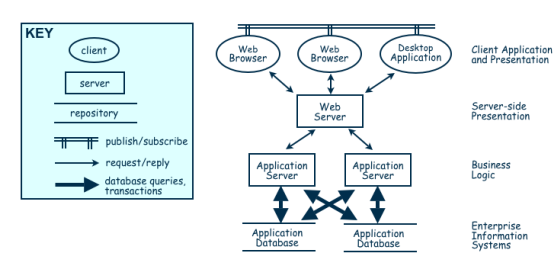 KEY
client
server
repository
publish/subscribe
request/reply
database queries,
transactions
Web
Browser
Web
Browser
Desktop
Application
Client Application
and Presentation
Web
Server
Server-side
Presentation
Application
Server
Application
Server
Business
Logic
Application
Database
Application
Database
Enterprise
Information
Systems